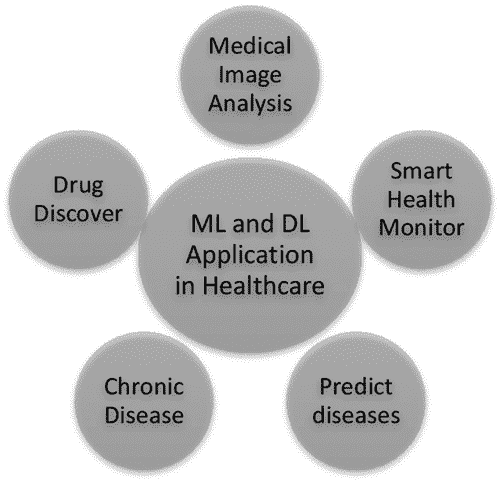 Medical
Image
Analysis
Drug
Discover
Smart
Health
Monitor
ML and DL
Application
in Healthcare
Chronic
Disease
Predict
diseases